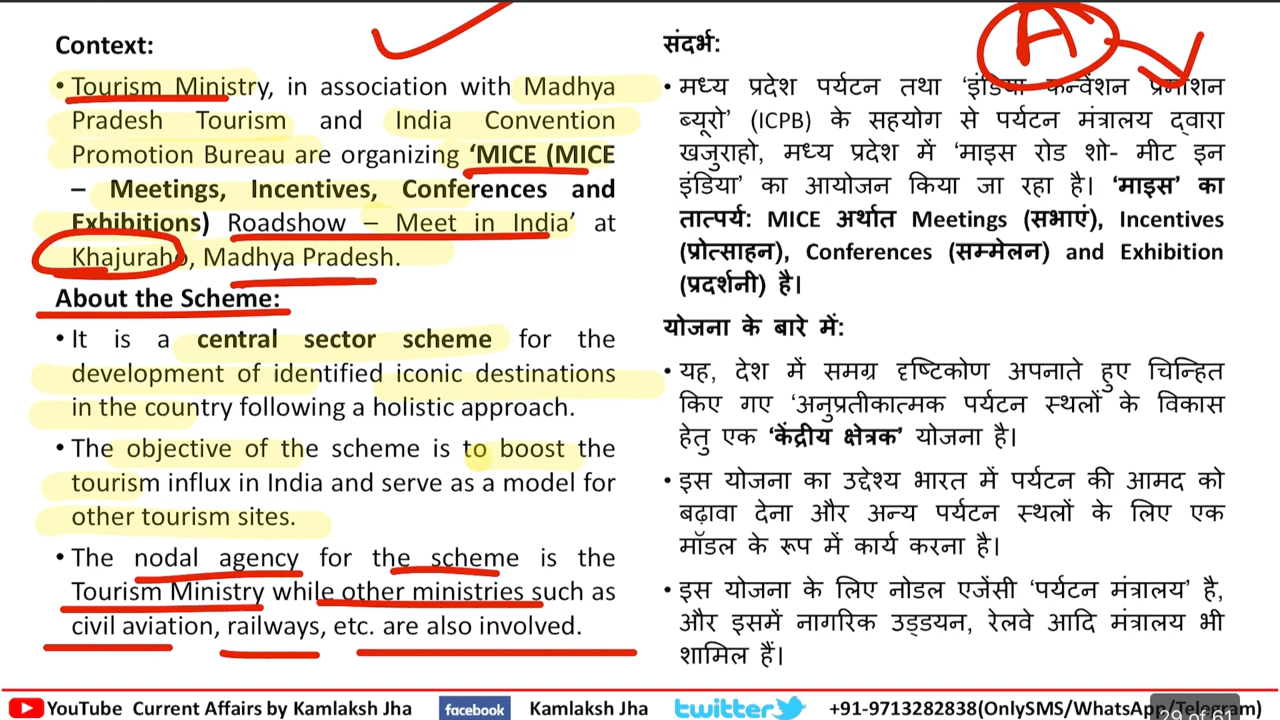 Context:
• Tourism Ministry, in association with Madhya
Pradesh Tourism and India Convention
Promotion Bureau are organizing ‘MICE (MICE
– Meetings, Incentives, Conferences and
Exhibitions) Roadshow – Meet in India’ at
Khajuraho, Madhya Pradesh.
About the Scheme:
• It is a central sector scheme for the
development of identified iconic destinations
in the country following a holistic approach.
• The objective of the scheme is to boost the
tourism influx in India and serve as a model for
other tourism sites.
• The nodal agency for the scheme is the
Tourism Ministry while other ministries such as
civil aviation, railways, etc. are also involved.
संदर्भ:
A
• मध्य प्रदेश पर्यटन तथा ‘इंडिया कन्वेंशन प्रमोशन
ब्यूरो’ (ICPB) के सहयोग से पर्यटन मंत्रालय द्वारा
खजुराहो, मध्य प्रदेश में ‘माइस रोड शो- मीट इन
इंडिया’ का आयोजन किया जा रहा है। ‘माइस’ का
तात्पर्य: MICE अर्थात Meetings (सभाएं), Incentives
(प्रोत्साहन), Conferences (सम्मेलन) and Exhibition
(प्रदर्शनी) है।
योजना के बारे में:
• यह, देश में समग्र दृष्टिकोण अपनाते हुए चिन्हित
किए गए ‘अनुप्रतीकात्मक पर्यटन स्थलों के विकास
हेतु एक ‘केंद्रीय क्षेत्रक’ योजना है।
• इस योजना का उद्देश्य भारत में पर्यटन की आमद को
बढ़ावा देना और अन्य पर्यटन स्थलों के लिए एक
मॉडल के रूप में कार्य करना है।
• इस योजना के लिए नोडल एजेंसी ‘पर्यटन मंत्रालय’ है,
और इसमें नागरिक उड्डयन, रेलवे आदि मंत्रालय भी
शामिल हैं।
YouTube Current Affairs by Kamlaksh Jha facebook Kamlaksh Jha twitter +91-9713282838(OnlySMS/WhatsApp/Telegram)
29 of 61